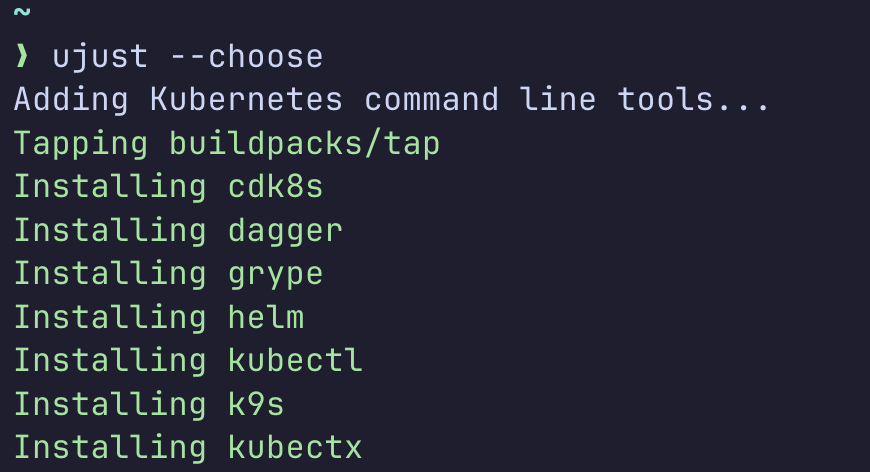 ~
❯ ujust --choose
Adding Kubernetes command line tools...
Tapping buildpacks/tap
Installing cdk8s
Installing dagger
Installing grype
Installing helm
Installing kubectl
Installing k9s
Installing kubectx